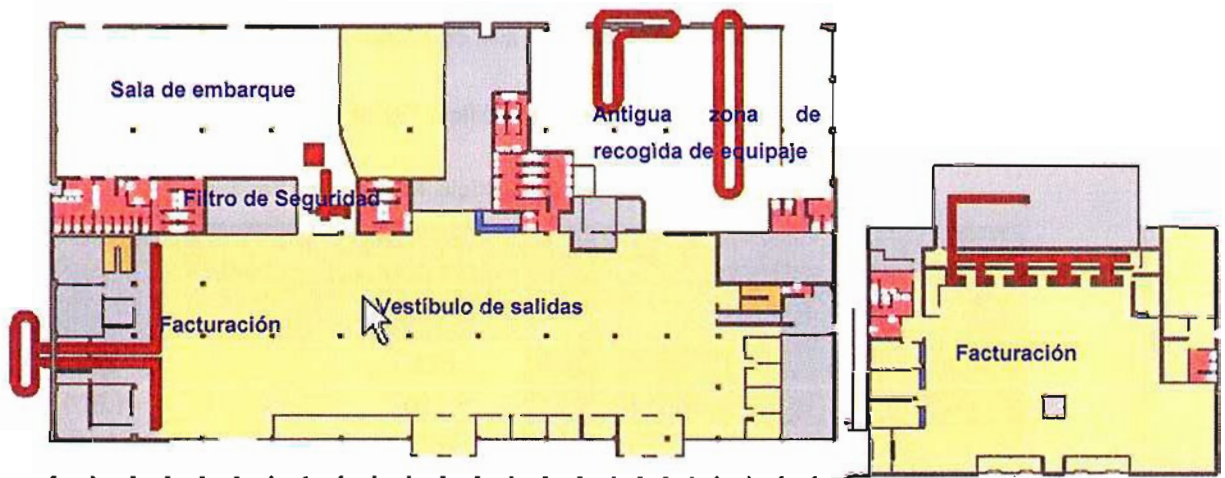 Sala de embarque
Antigua zona de
recogida de equipaje
Filtro de Seguridad
Vestíbulo de salidas
Facturación
Facturación